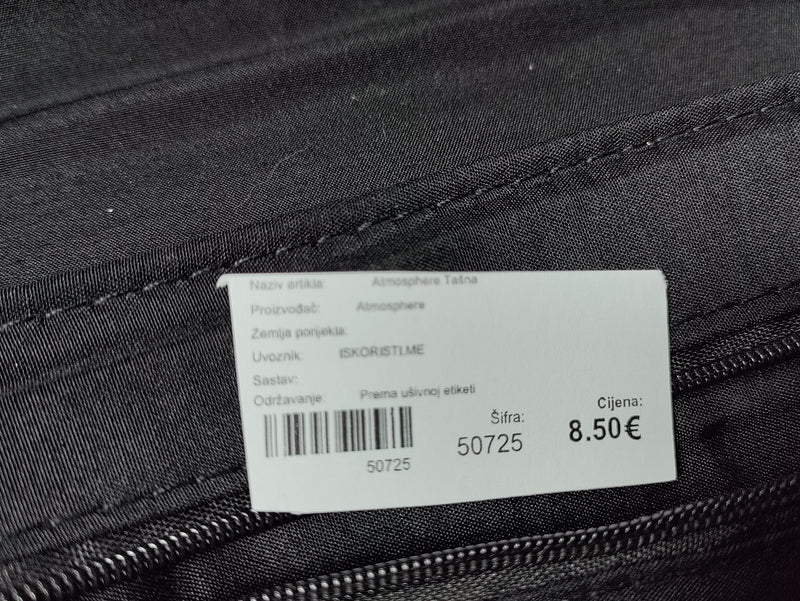 Naziv artikla: Atmosphere Tašna
Proizvođač: Atmosphere
Zemlja porijekla:
Uvoznik: ISKORISTI.ME
Sastav:
Održavanje: Prema ušivnoj etiketi
50725
Šifra:
50725
Cijena:
8.50€